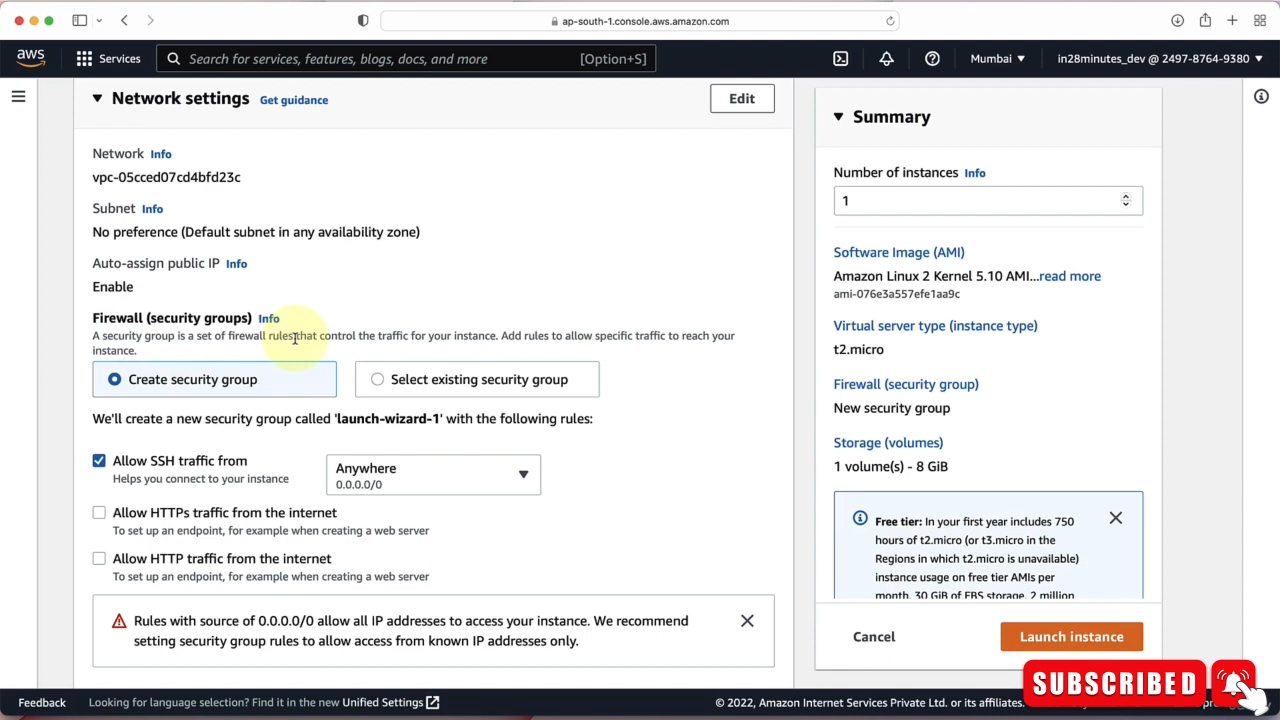 ap-south-1.console.aws.amazon.com
aws
Services
Search for services, features, blogs, docs, and more
[Option+S]
Mumbai
in28minutes_dev @ 2497-8764-9380
Network settings
Get guidance
Edit
Network Info
vpc-05cced07cd4bfd23c
Subnet Info
No preference (Default subnet in any availability zone)
Auto-assign public IP Info
Enable
Firewall (security groups) Info
A security group is a set of firewall rules that control the traffic for your instance. Add rules to allow specific traffic to reach your
instance.
Create security group
Select existing security group
We'll create a new security group called 'launch-wizard-1' with the following rules:
Allow SSH traffic from
Helps you connect to your instance
Anywhere
0.0.0.0/0
Allow HTTPs traffic from the internet
To set up an endpoint, for example when creating a web server
Allow HTTP traffic from the internet
To set up an endpoint, for example when creating a web server
Rules with source of 0.0.0.0/0 allow all IP addresses to access your instance. We recommend
setting security group rules to allow access from known IP addresses only.
Summary
Number of instances Info
1
Software Image (AMI)
Amazon Linux 2 Kernel 5.10 AMI...read more
ami-076e3a557efe1aa9c
Virtual server type (instance type)
t2.micro
Firewall (security group)
New security group
Storage (volumes)
1 volume(s) - 8 GiB
Free tier: In your first year includes 750
hours of t2.micro (or t3.micro in the
Regions in which t2.micro is unavailable)
instance usage on free tier AMIs per
month, 30 GiB of EBS storage, 2 million
Cancel
Launch instance
SUBSCRIBED
Feedback
Looking for language selection? Find it in the new Unified Settings
© 2022, Amazon Internet Services Private Ltd. or its affiliates.